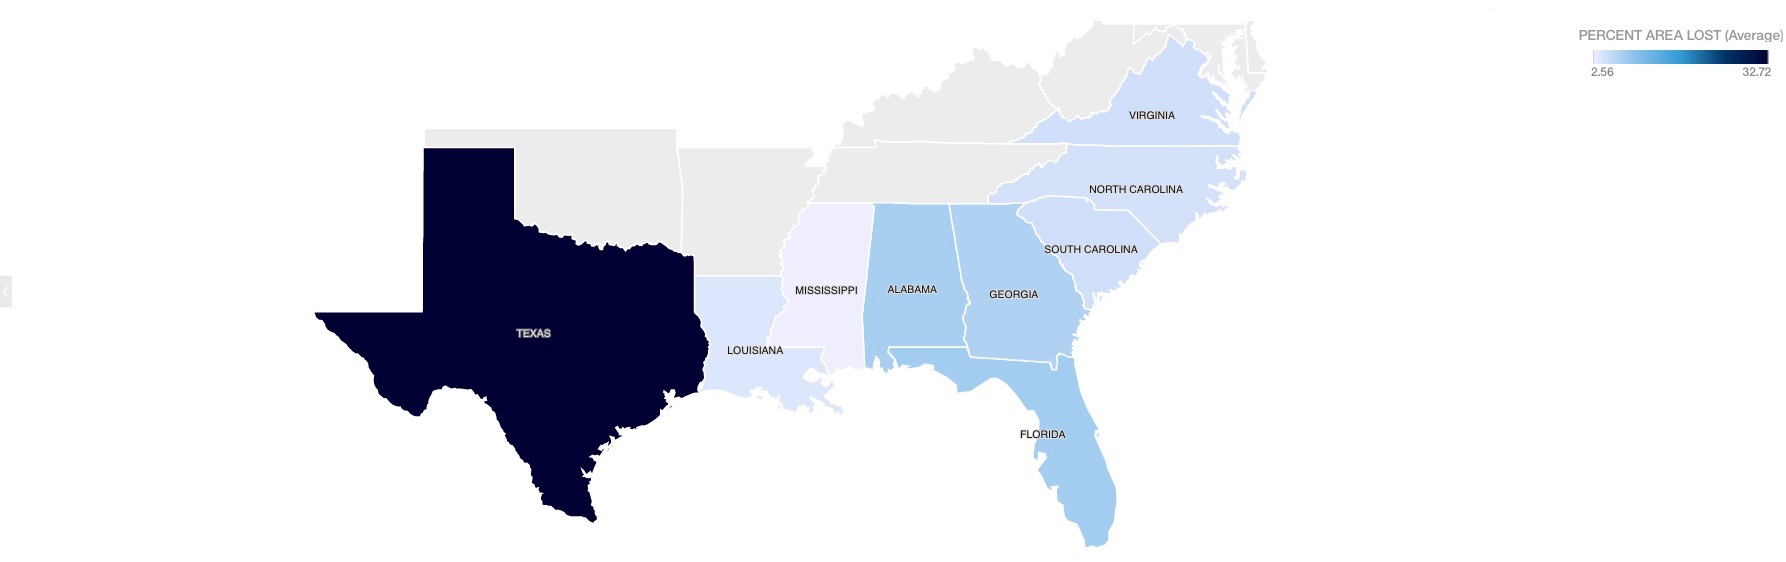 PERCENT AREA LOST (Average)
2.56 32.72
VIRGINIA
NORTH CAROLINA
SOUTH CAROLINA
MISSISSIPPI
ALABAMA
GEORGIA
TEXAS
LOUISIANA
FLORIDA